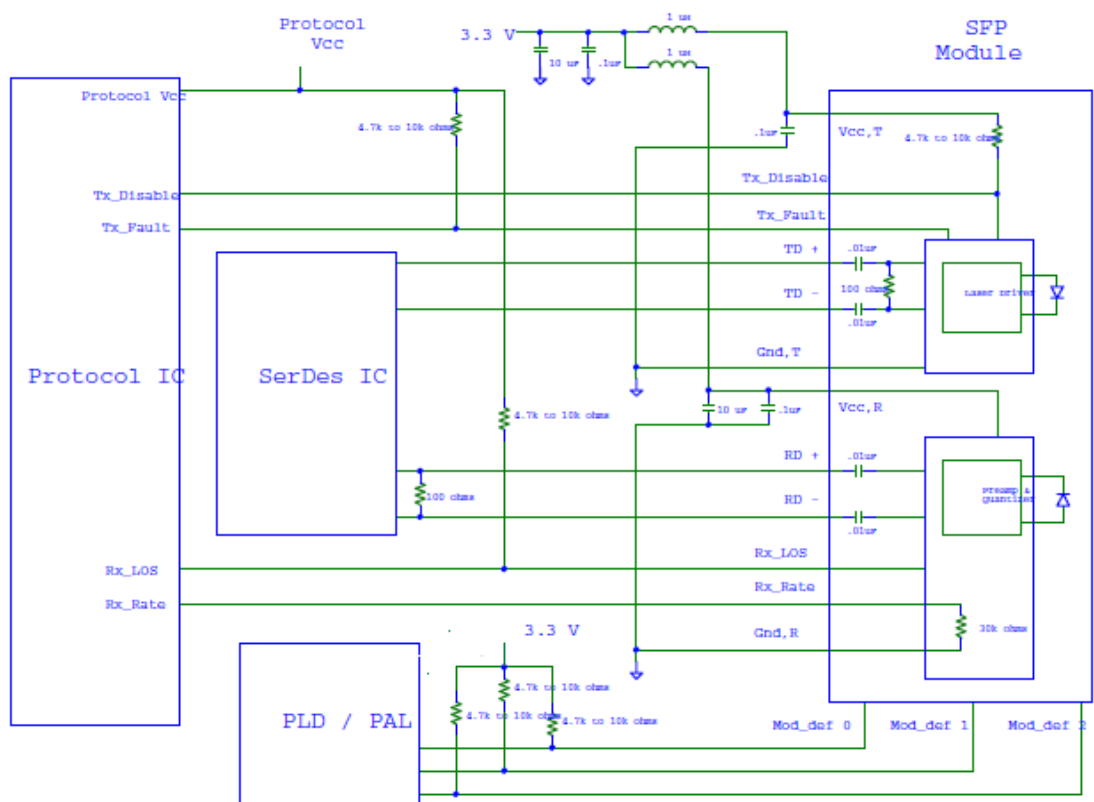 Protocol
Vcc
3.3 V
1 uH
1 uH
SFP
Module
10 uF
.1uF
Protocol Vcc
4.7k to 10k ohms
.1uF
Vcc,T
4.7k to 10k ohms
Tx_Disable
Tx_Disable
Tx_Fault
Tx_Fault
TD +
.01uF
TD -
100 ohms
Laser Driver
.01uF
Gnd,T
Protocol IC
SerDes IC
4.7k to 10k ohms
10 uF
.1uF
Vcc,R
RD +
.01uF
100 ohms
RD -
Preamp &
Quantizer
.01uF
Rx_LOS
Rx_LOS
Rx_Rate
Rx_Rate
3.3 V
Gnd,R
30k ohms
4.7k to 10k ohms
4.7k to 10k ohms
4.7k to 10k ohms
PLD / PAL
Mod_def 0
Mod_def 1
Mod_def 2